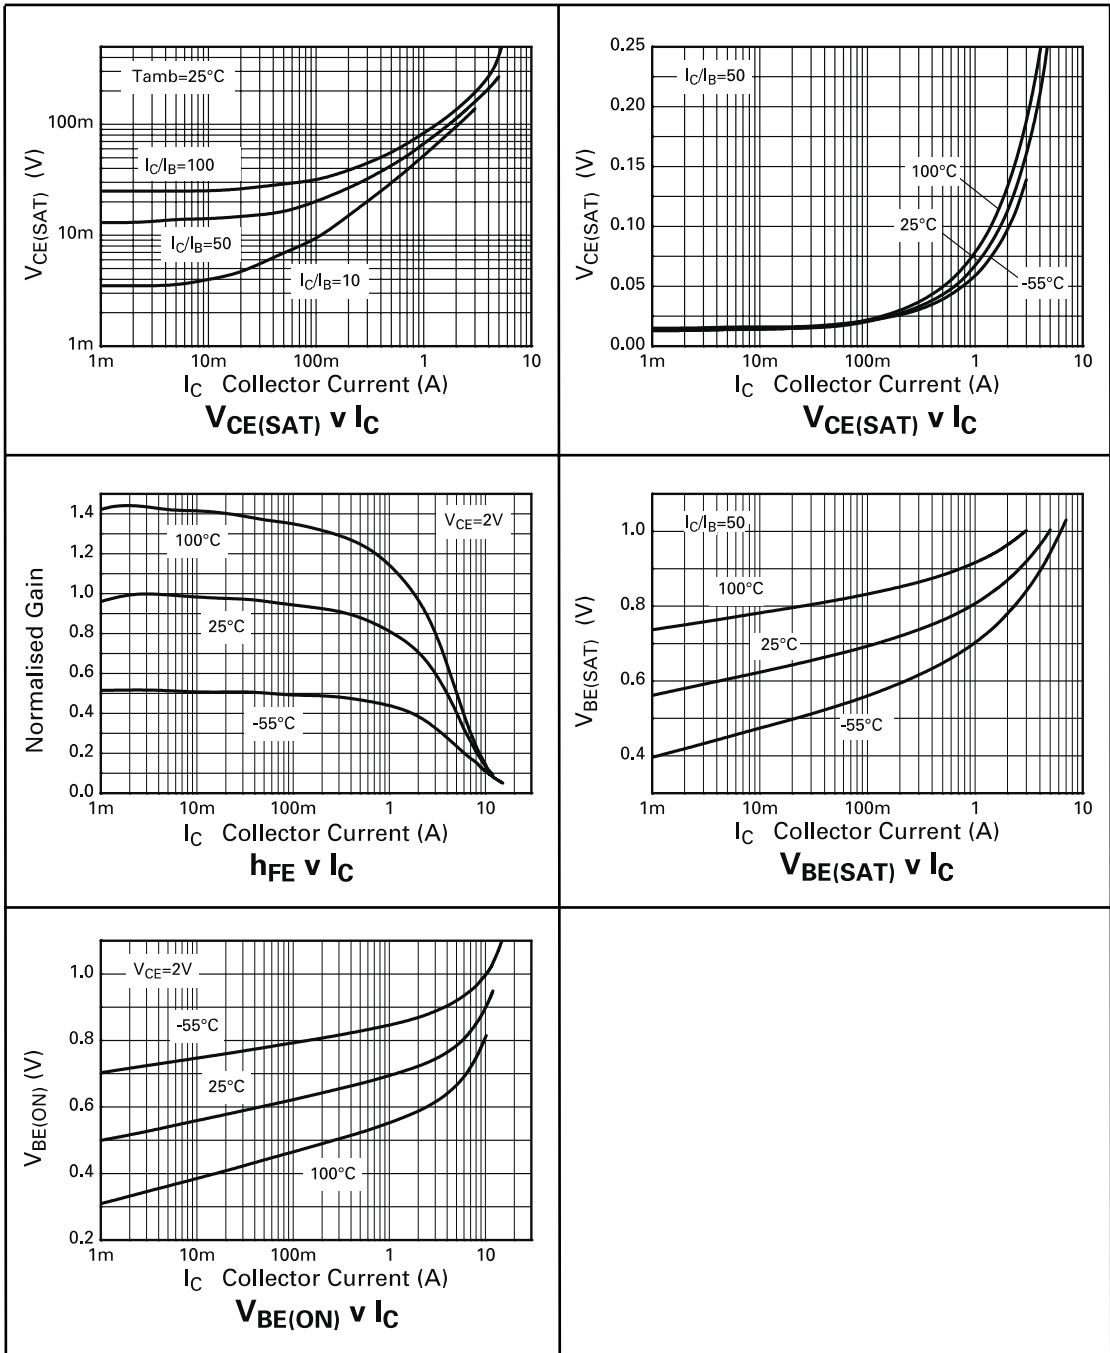 Tamb=25°C
IC/IB=100
IC/IB=50
IC/IB=10
100m
10m
1m
VCE(SAT) (V)
1m 10m 100m 1 10
IC Collector Current (A)
VCE(SAT) v IC
IC/IB=50
100°C
25°C
-55°C
0.25
0.20
0.15
0.10
0.05
0.00
VCE(SAT) (V)
1m 10m 100m 1 10
IC Collector Current (A)
VCE(SAT) v IC
VCE=2V
100°C
25°C
-55°C
1.4
1.2
1.0
0.8
0.6
0.4
0.2
0.0
Normalised Gain
1m 10m 100m 1 10
IC Collector Current (A)
hFE v IC
IC/IB=50
100°C
25°C
-55°C
1.0
0.8
0.6
0.4
VBE(SAT) (V)
1m 10m 100m 1 10
IC Collector Current (A)
VBE(SAT) v IC
VCE=2V
-55°C
25°C
100°C
1.0
0.8
0.6
0.4
0.2
VBE(ON) (V)
1m 10m 100m 1 10
IC Collector Current (A)
VBE(ON) v IC